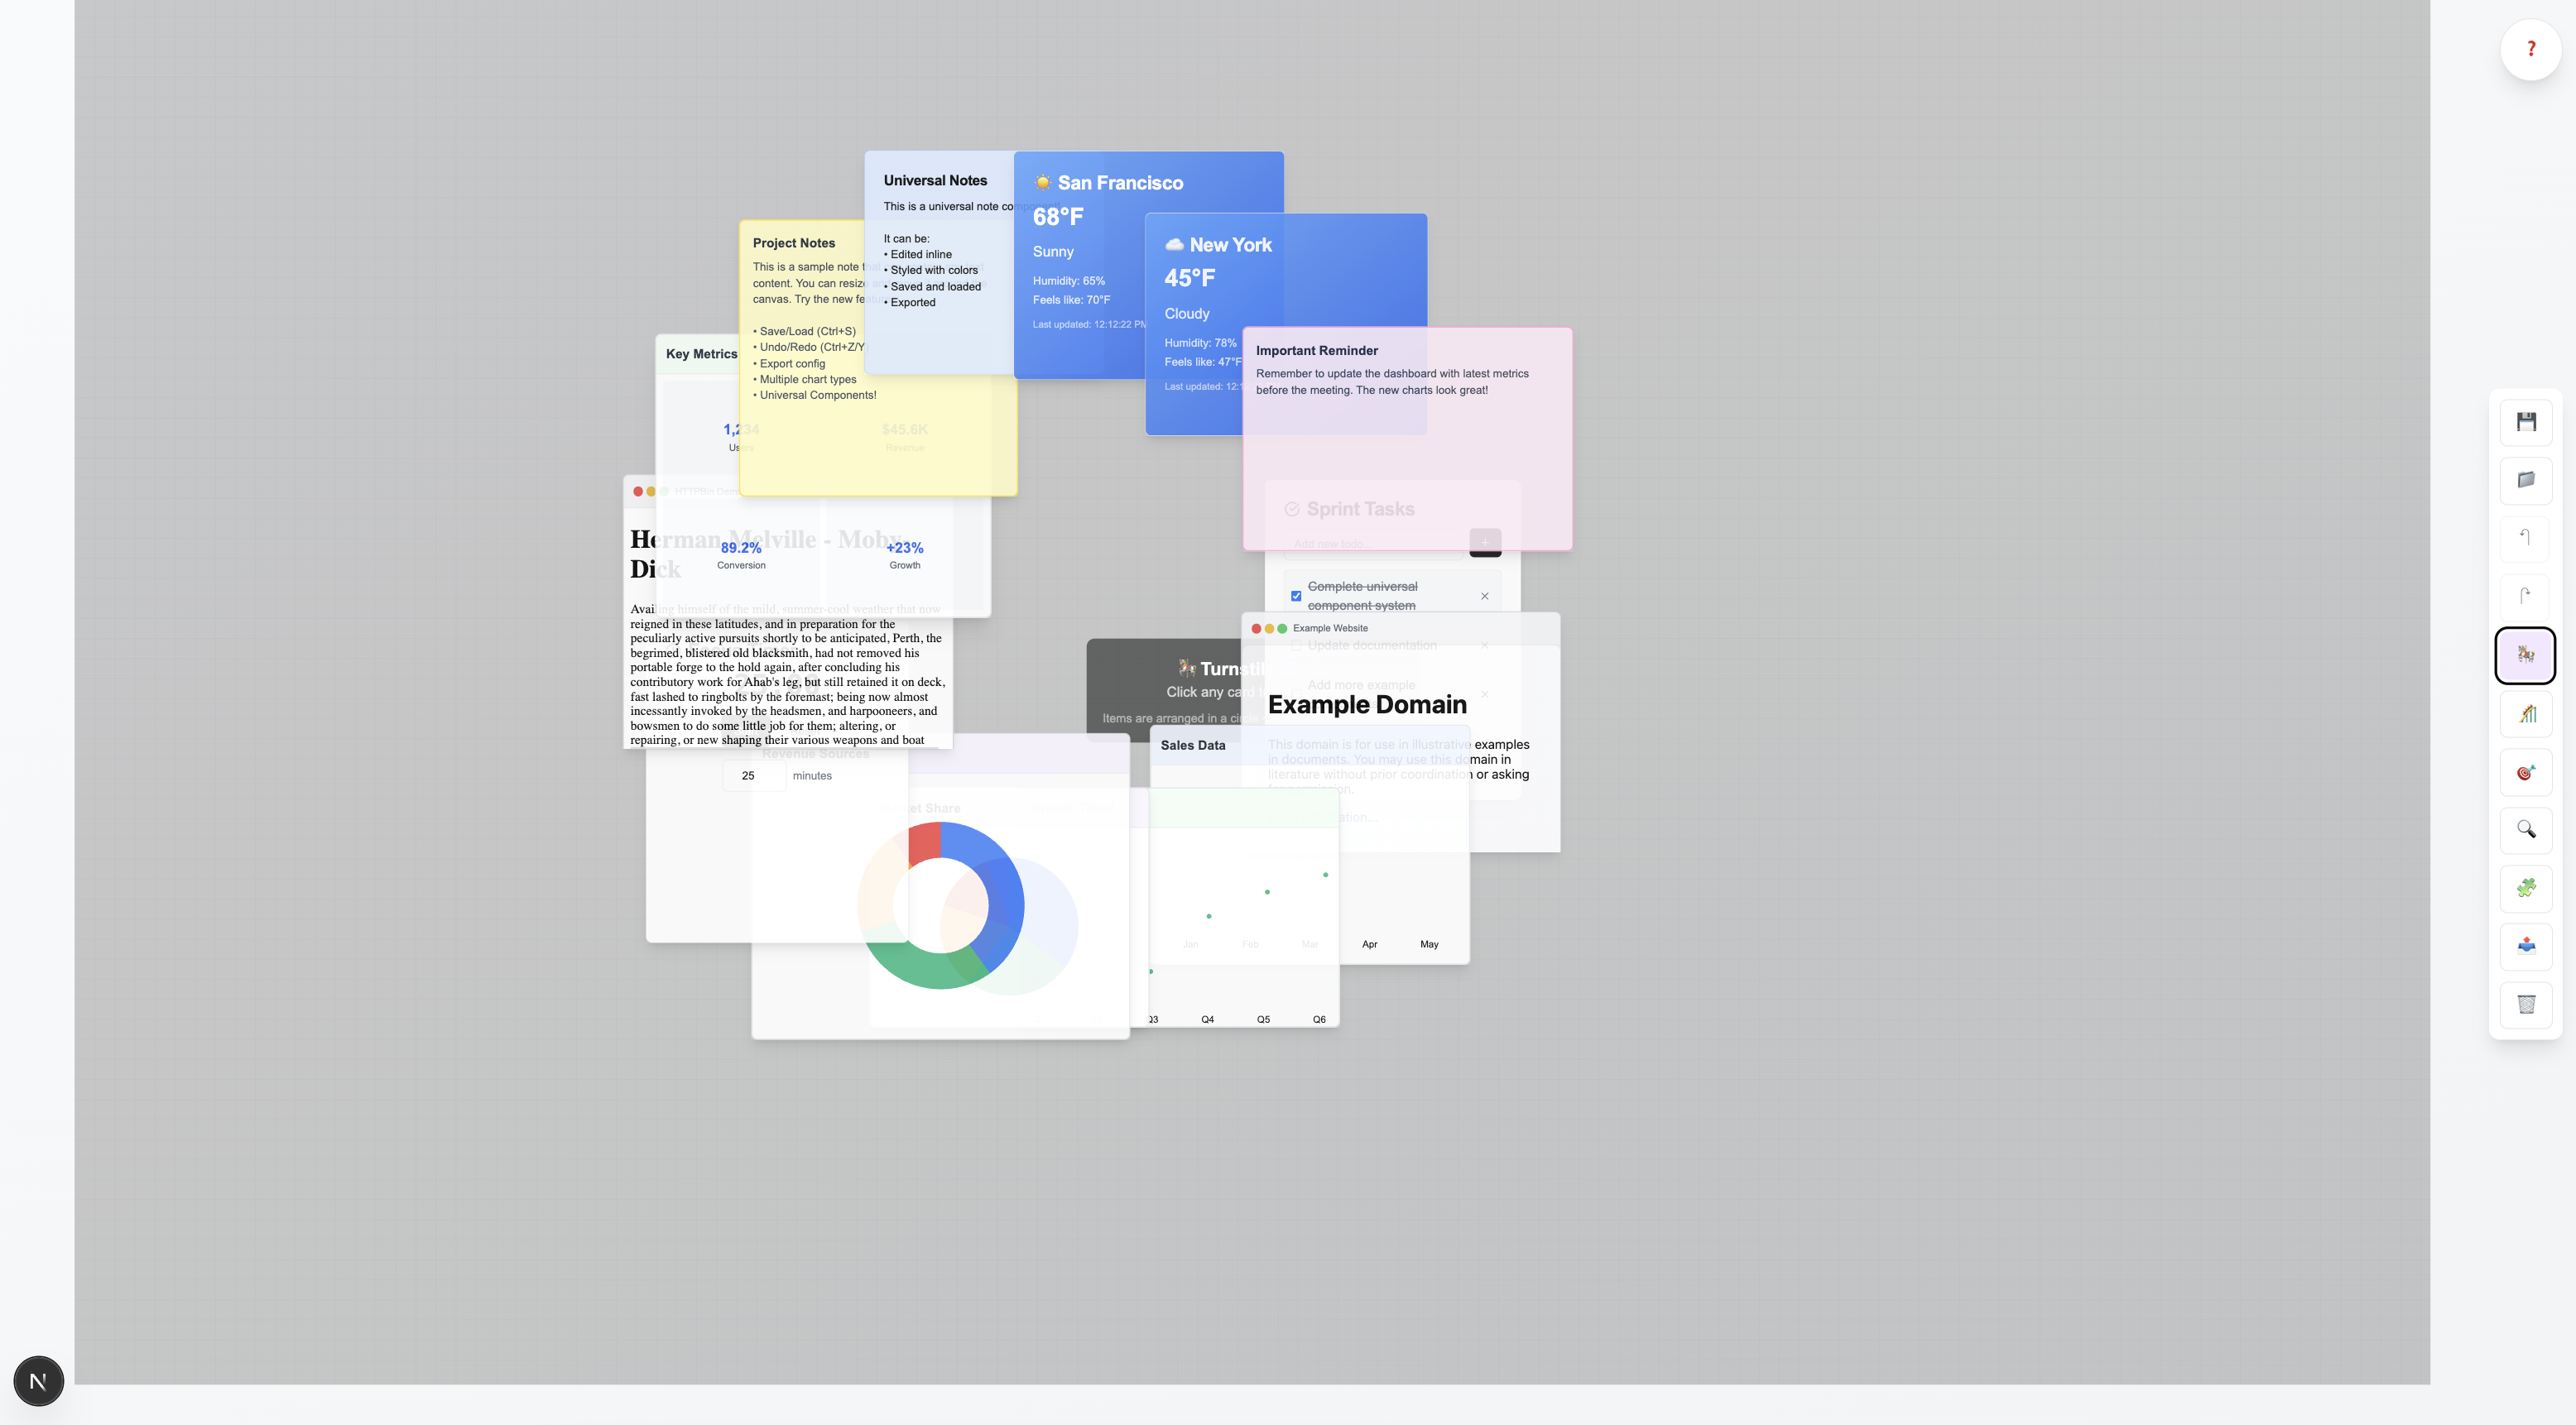 ?
Universal Notes
This is a universal note component!
It can be:
• Edited inline
• Styled with colors
• Saved and loaded
• Exported
San Francisco
68°F
Sunny
Humidity: 65%
Feels like: 70°F
Last updated: 12:12:22 PM
New York
45°F
Cloudy
Humidity: 78%
Feels like: 47°F
Last updated: 12:1
Project Notes
This is a sample note
content. You can resize
canvas. Try the new
• Save/Load (Ctrl+S)
• Undo/Redo (Ctrl+Z/Y)
• Export config
• Multiple chart types
• Universal Components!
Important Reminder
Remember to update the dashboard with latest metrics
before the meeting. The new charts look great!
Key Metrics
1,234
Users
$45.6K
Revenue
89.2%
Conversion
+23%
Growth
HTTPBin Demo
Herman Melville - Moby-
Dick
Availing himself of the mild, summer-cool weather that now
reigned in these latitudes, and in preparation for the
peculiarly active pursuits shortly to be anticipated, Perth, the
begrimed, blistered old blacksmith, had not removed his
portable forge to the hold again, after concluding his
contributory work for Ahab's leg, but still retained it on deck,
fast lashed to ringbolts by the foremast; being now almost
incessantly invoked by the headsmen, and harpooneers, and
bowsmen to do some little job for them; altering, or
repairing, or new shaping their various weapons and boat
Sprint Tasks
Add new todo...
+
Complete universal
component system
Update documentation
Add more example
Turnsti
Click any card
Items are arranged in a circle
Example Website
Example Domain
This domain is for use in illustrative examples
in documents. You may use this domain in
literature without prior coordination or asking
for permission.
Revenue Sources
25
minutes
Market Share
Sales Data
Jan
Feb
Mar
Apr
May
Q3
Q4
Q5
Q6
N